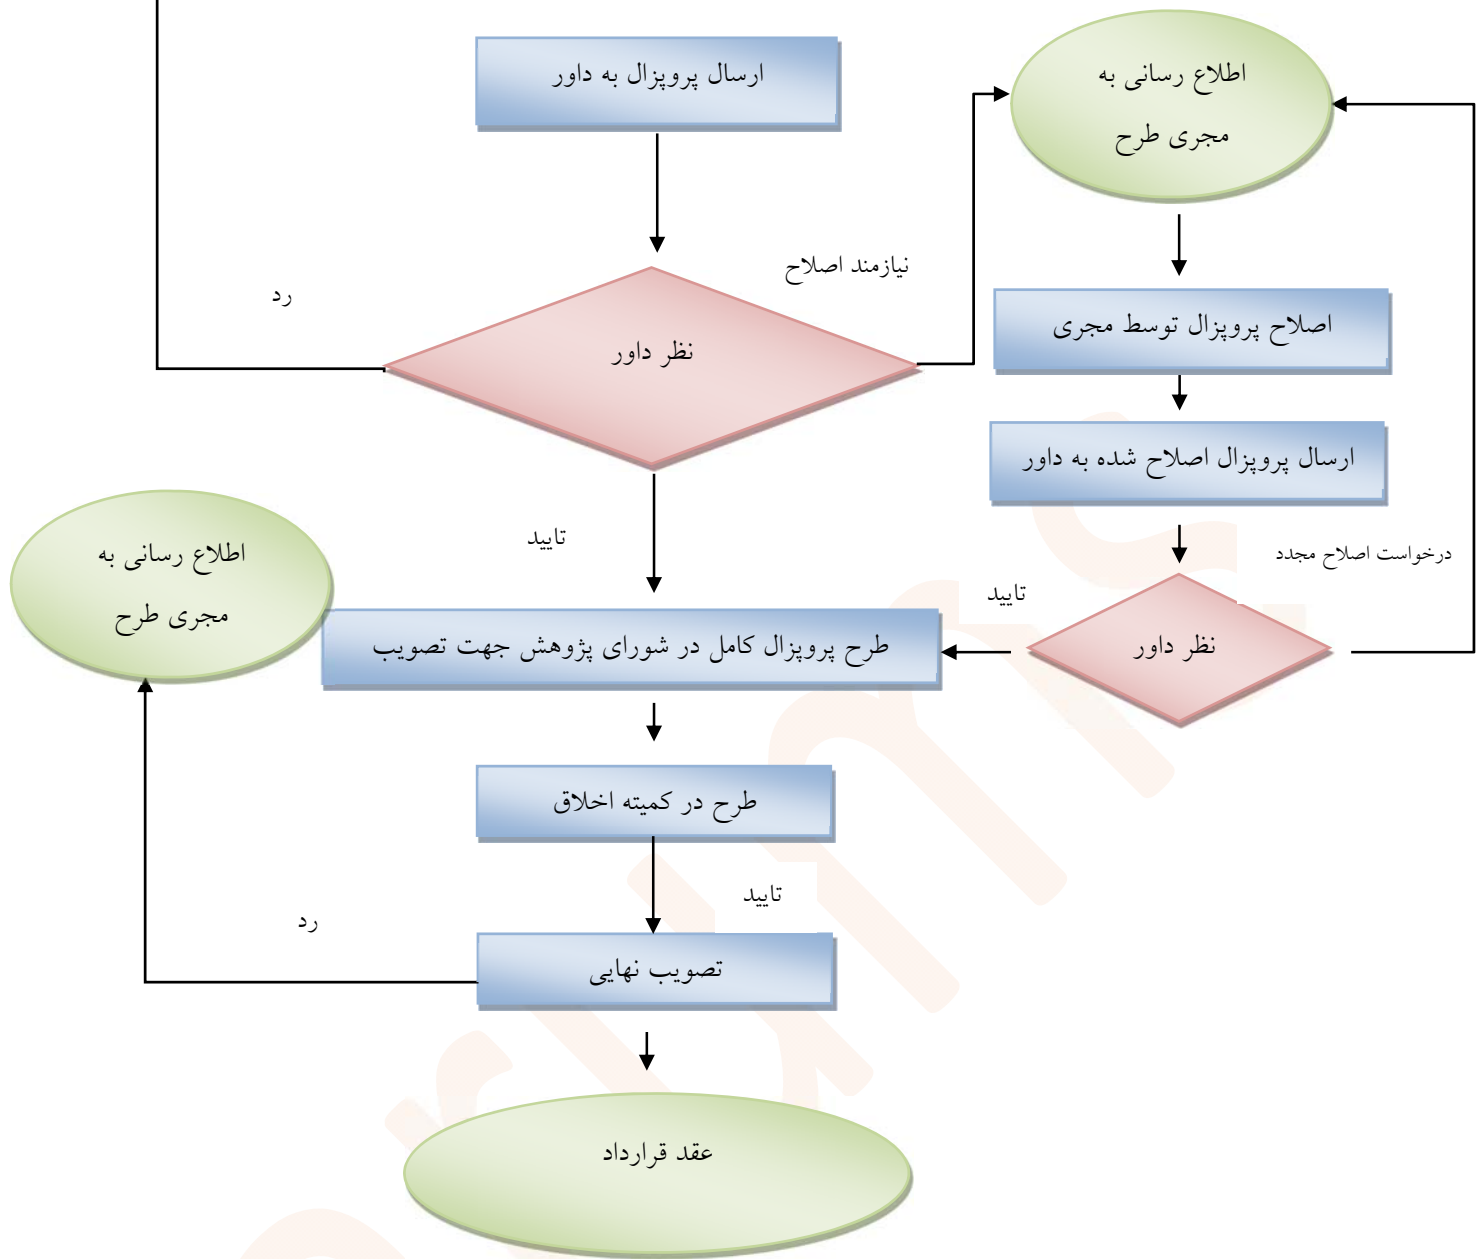 ارسال پروپزال به داور
اطلاع رسانی به
مجری طرح
نیازمند اصلاح
رد
نظر داور
اصلاح پروپزال توسط مجری
ارسال پروپزال اصلاح شده به داور
تایید
درخواست اصلاح مجدد
اطلاع رسانی به
مجری طرح
تایید
نظر داور
طرح پروپزال کامل در شورای پژوهش جهت تصویب
طرح در کمیته اخلاق
تایید
رد
تصویب نهایی
عقد قرارداد